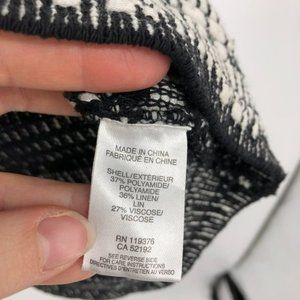 MADE IN CHINA
FABRIQUÉ EN CHINE
SHELL/EXTÉRIEUR
37% POLYAMIDE/
POLYAMIDE
36% LINEN/
LIN
27% VISCOSE/
VISCOSE
RN 119376
CA 52192
SEE REVERSE SIDE
FOR CARE INSTRUCTIONS
DIRECTIVES D'ENTRETIEN AU VERSO